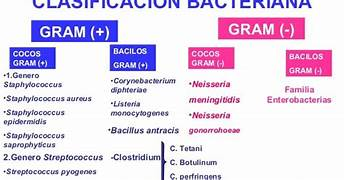 CLASIFICACION BACTERIANA
GRAM (+)
GRAM (-)
COCOS
GRAM (+)
BACILOS
GRAM (+)
COCOS
GRAM (-)
BACILOS
GRAM (-)
•1.Genero
Staphylococcus
•Staphylococcus aureus
•Staphylococcus
epidermis
•Staphylococcus
saprophyticus
2.Genero Streptococcus
•Streptococcus pyogenes
•Corynebacterium
diphteriae
•Listeria
monocytogenes
•Bacillus antracis
-Clostridium
C. Tetani
C. Botulinum
C. perfringens
•Neisseria
meningitidis
•Neisseria
gonorrohoeae
Familia
Enterobacterias